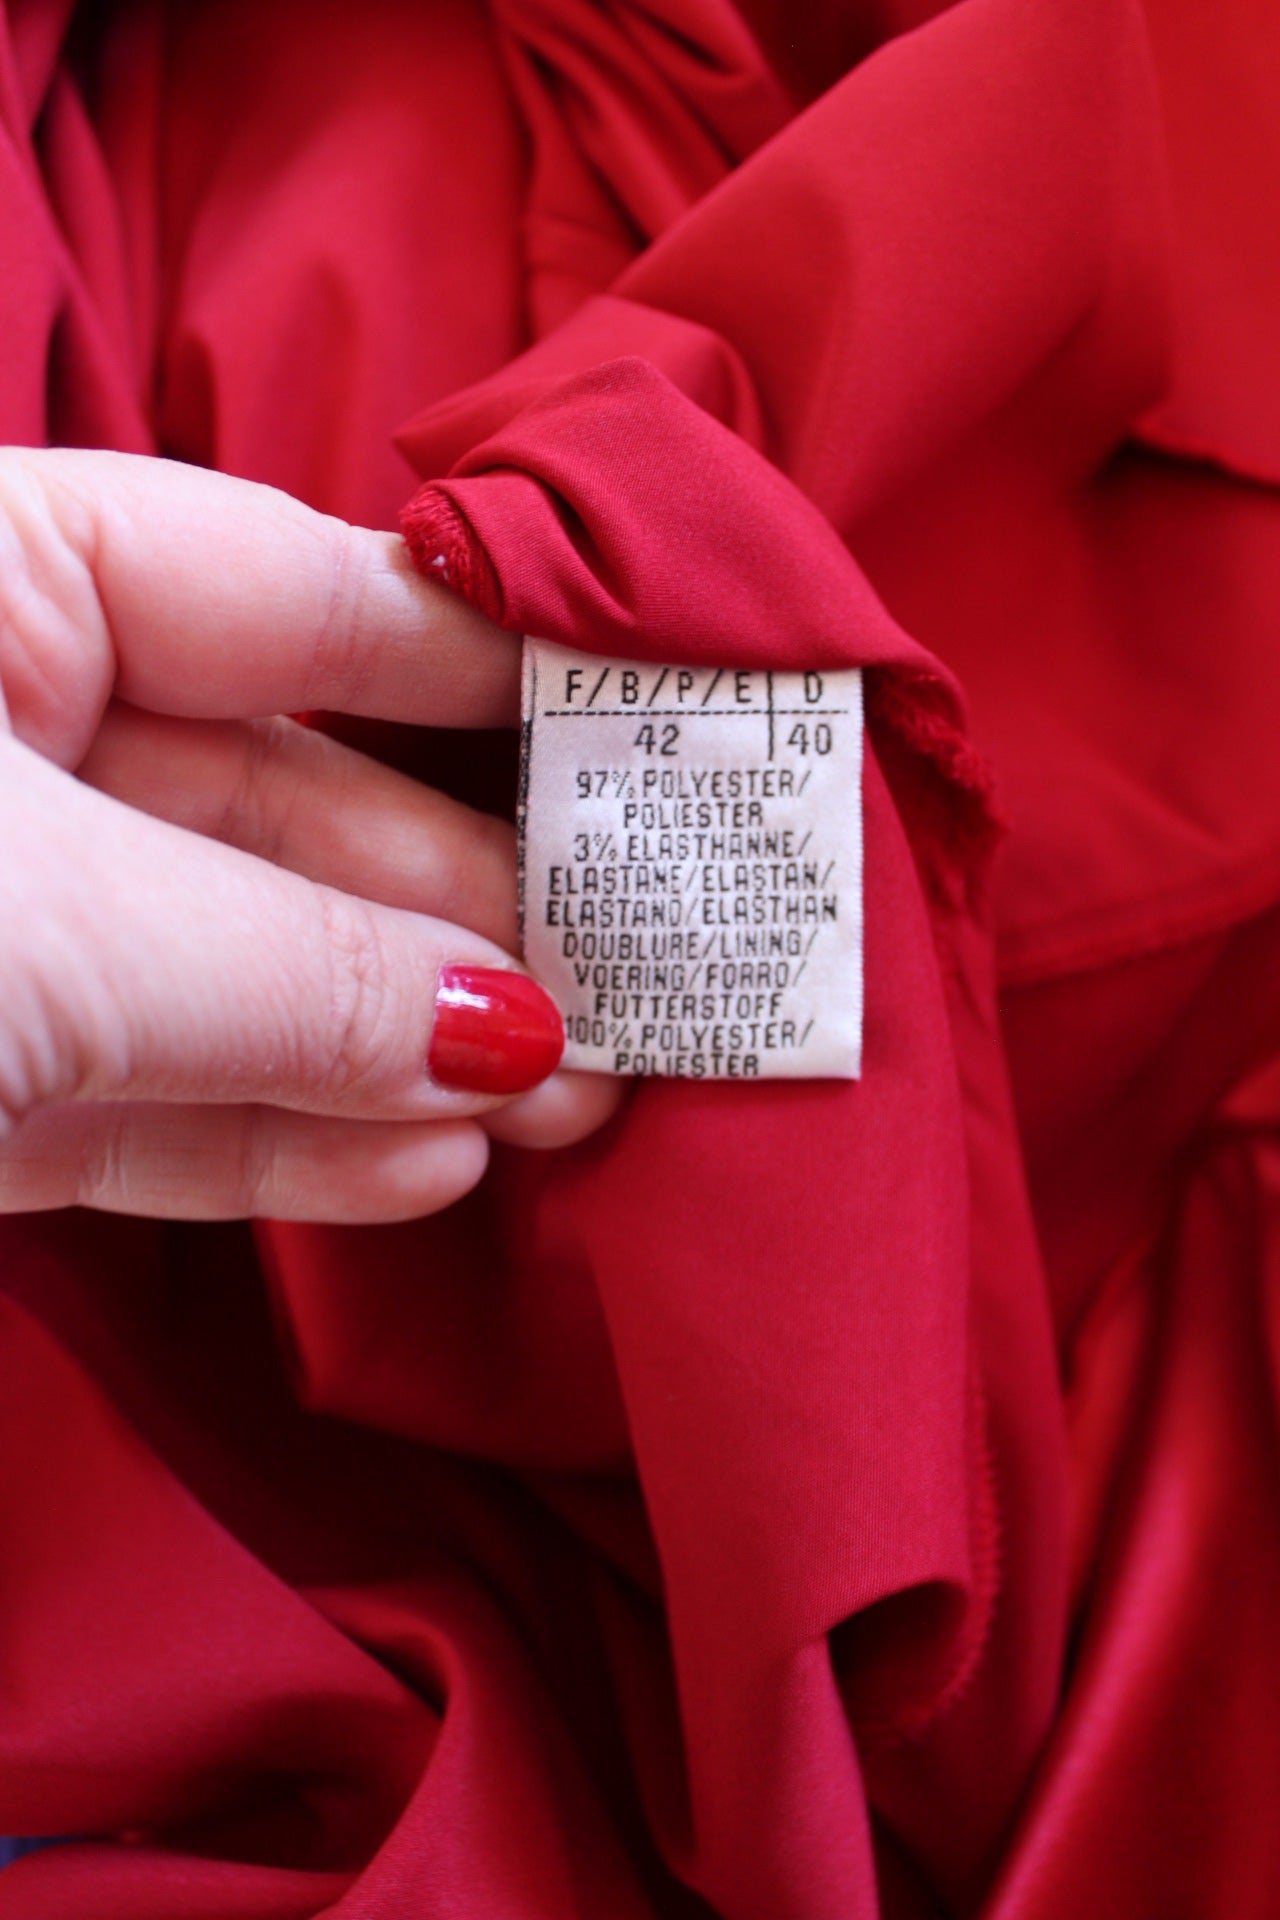 F/B/P/E | D
42 | 40
97% POLYESTER/
POLIESTER
3% ELASTHANNE/
ELASTANE/ELASTAN/
ELASTANO/ELASTHAN
DOUBLURE/LINING/
VOERING/FORRO/
FUTTERSTOFF
100% POLYESTER/
POLIESTER